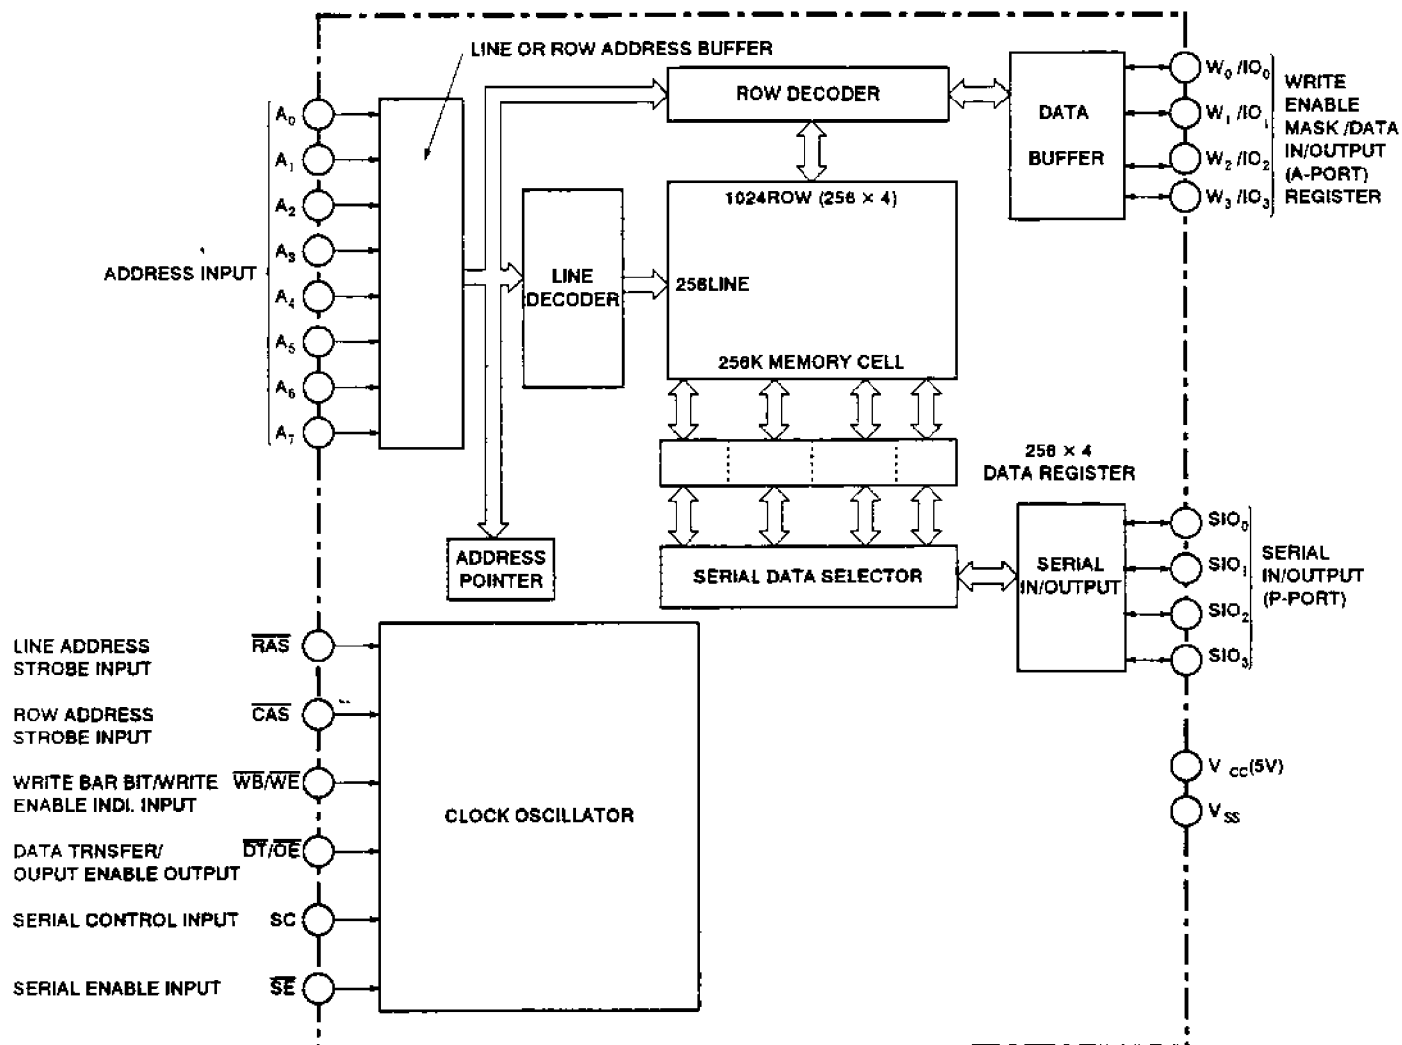 LINE OR ROW ADDRESS BUFFER
ADDRESS INPUT
A0
A1
A2
A3
A4
A5
A6
A7
ROW DECODER
LINE
DECODER
1024ROW (256 × 4)
256LINE
256K MEMORY CELL
DATA
BUFFER
W0/IO0
W1/IO1
W2/IO2
W3/IO3
WRITE
ENABLE
MASK/DATA
IN/OUTPUT
(A-PORT)
REGISTER
256 × 4
DATA REGISTER
ADDRESS
POINTER
SERIAL DATA SELECTOR
SERIAL
IN/OUTPUT
SIO0
SIO1
SIO2
SIO3
SERIAL
IN/OUTPUT
(P-PORT)
VCC(5V)
VSS
LINE ADDRESS
STROBE INPUT
RAS
ROW ADDRESS
STROBE INPUT
CAS
WRITE BAR BIT/WRITE
ENABLE INDI. INPUT
WB/WE
DATA TRNSFER/
OUPUT ENABLE OUTPUT
DT/OE
SERIAL CONTROL INPUT
SC
SERIAL ENABLE INPUT
SE
CLOCK OSCILLATOR